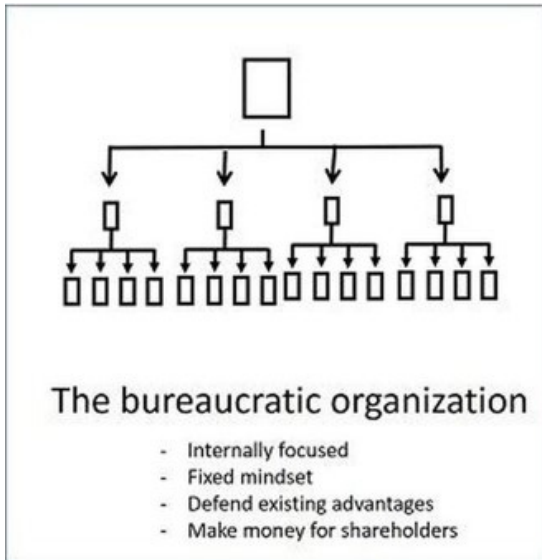 The bureaucratic organization
- Internally focused
- Fixed mindset
- Defend existing advantages
- Make money for shareholders